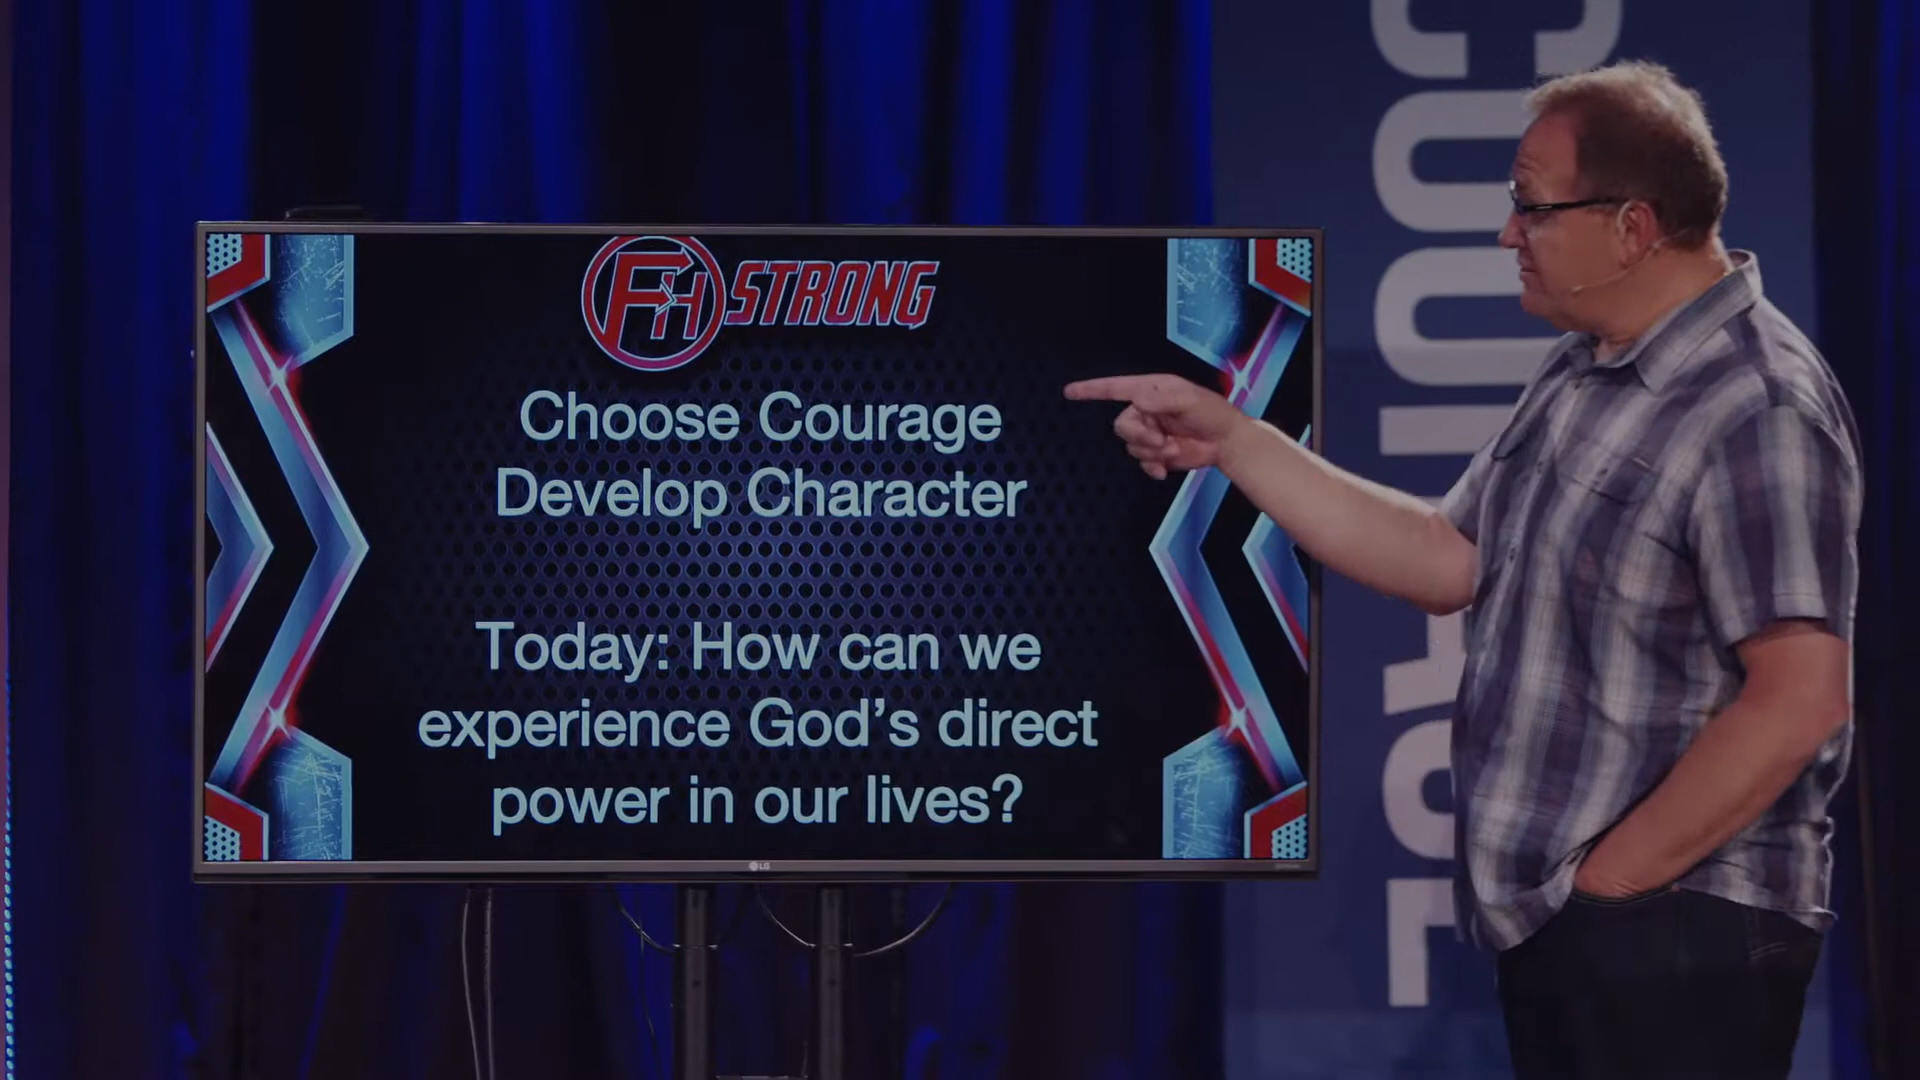 FH STRONG
Choose Courage
Develop Character
Today: How can we
experience God’s direct
power in our lives?
LG